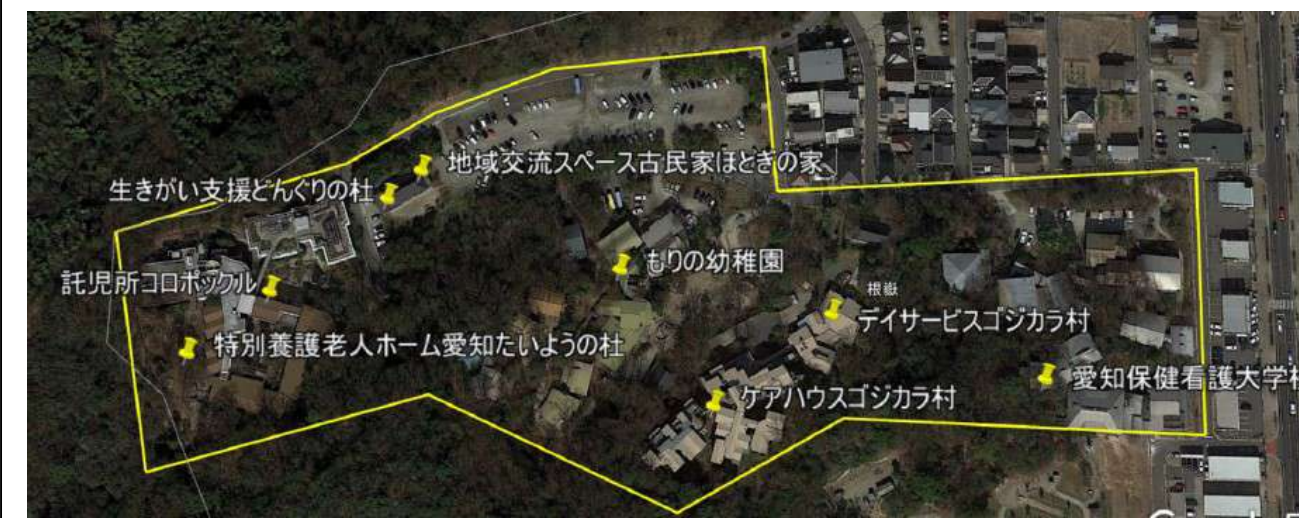 地域交流スペース古民家ほとぎの家
生きがい支援どんぐりの杜
もりの幼稚園
託児所コロポックル
根嶽
デイサービスゴジカラ村
特別養護老人ホーム愛知たいようの杜
愛知保健看護大学校
ケアハウスゴジカラ村